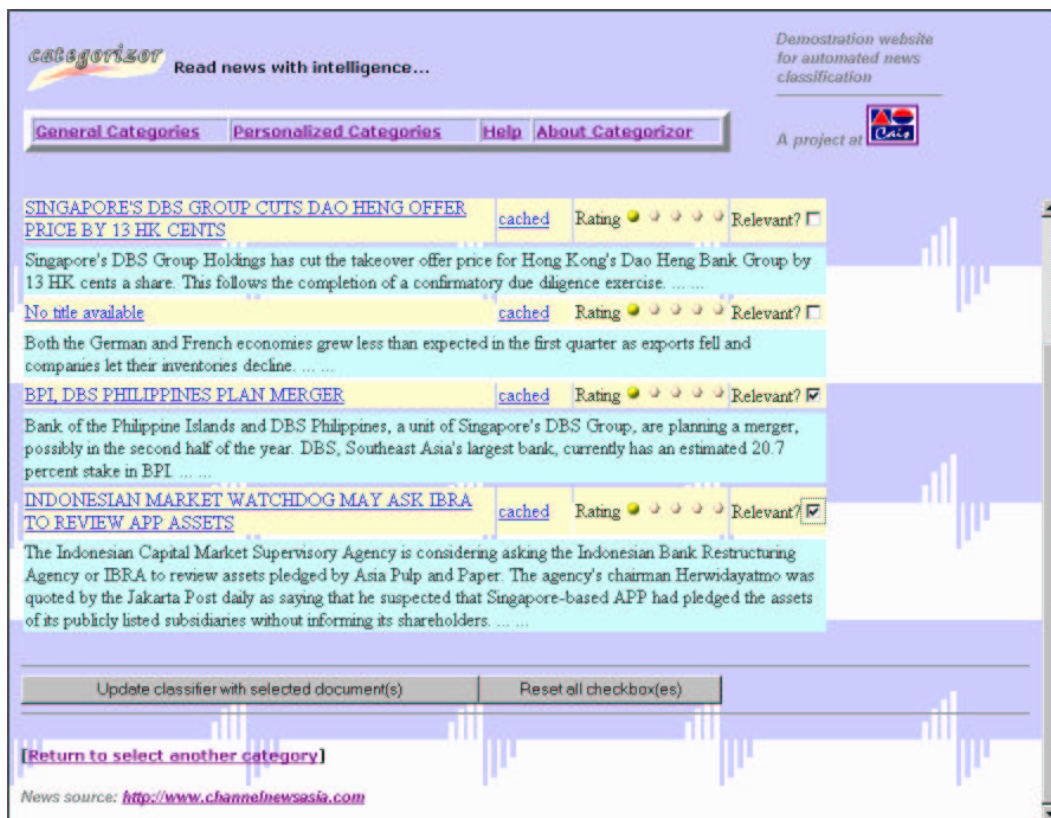 categorizor
Read news with intelligence...
Demostration website
for automated news
classification
A project at Cais
General Categories Personalized Categories Help About Categorizor
SINGAPORE'S DBS GROUP CUTS DAO HENG OFFER
PRICE BY 13 HK CENTS
cached Rating Relevant?
Singapore's DBS Group Holdings has cut the takeover offer price for Hong Kong's Dao Heng Bank Group by
13 HK cents a share. This follows the completion of a confirmatory due diligence exercise. ... ...
No title available cached Rating Relevant?
Both the German and French economies grew less than expected in the first quarter as exports fell and
companies let their inventories decline. ... ...
BPI, DBS PHILIPPINES PLAN MERGER cached Rating Relevant?
Bank of the Philippine Islands and DBS Philippines, a unit of Singapore's DBS Group, are planning a merger,
possibly in the second half of the year. DBS, Southeast Asia's largest bank, currently has an estimated 20.7
percent stake in BPI. ... ...
INDONESIAN MARKET WATCHDOG MAY ASK IBRA
TO REVIEW APP ASSETS
cached Rating Relevant?
The Indonesian Capital Market Supervisory Agency is considering asking the Indonesian Bank Restructuring
Agency or IBRA to review assets pledged by Asia Pulp and Paper. The agency's chairman Herwidayatmo was
quoted by the Jakarta Post daily as saying that he suspected that Singapore-based APP had pledged the assets
of its publicly listed subsidiaries without informing its shareholders. ... ...
Update classifier with selected document(s) Reset all checkbox(es)
[Return to select another category]
News source: http://www.channelnewsasia.com